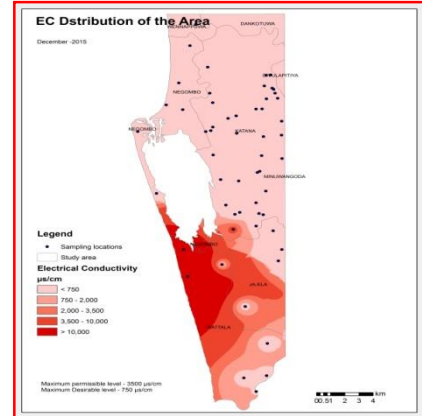 EC Dstribution of the Area
DANKOTUWA
December -2015
NEGOMBO
NEGOMBO
KATANA
MINUWANGODA
Legend
Sampling locations
Study area
Electrical Conductivity
µs/cm
< 750
750 - 2,000
2,000 - 3,500
3,500 - 10,000
> 10,000
JA-ELA
WATTALA
Maximum permissible level - 3500 µs/cm
Maximum Desirable level - 750 µs/cm
0 0.5 1 2 3 4 km